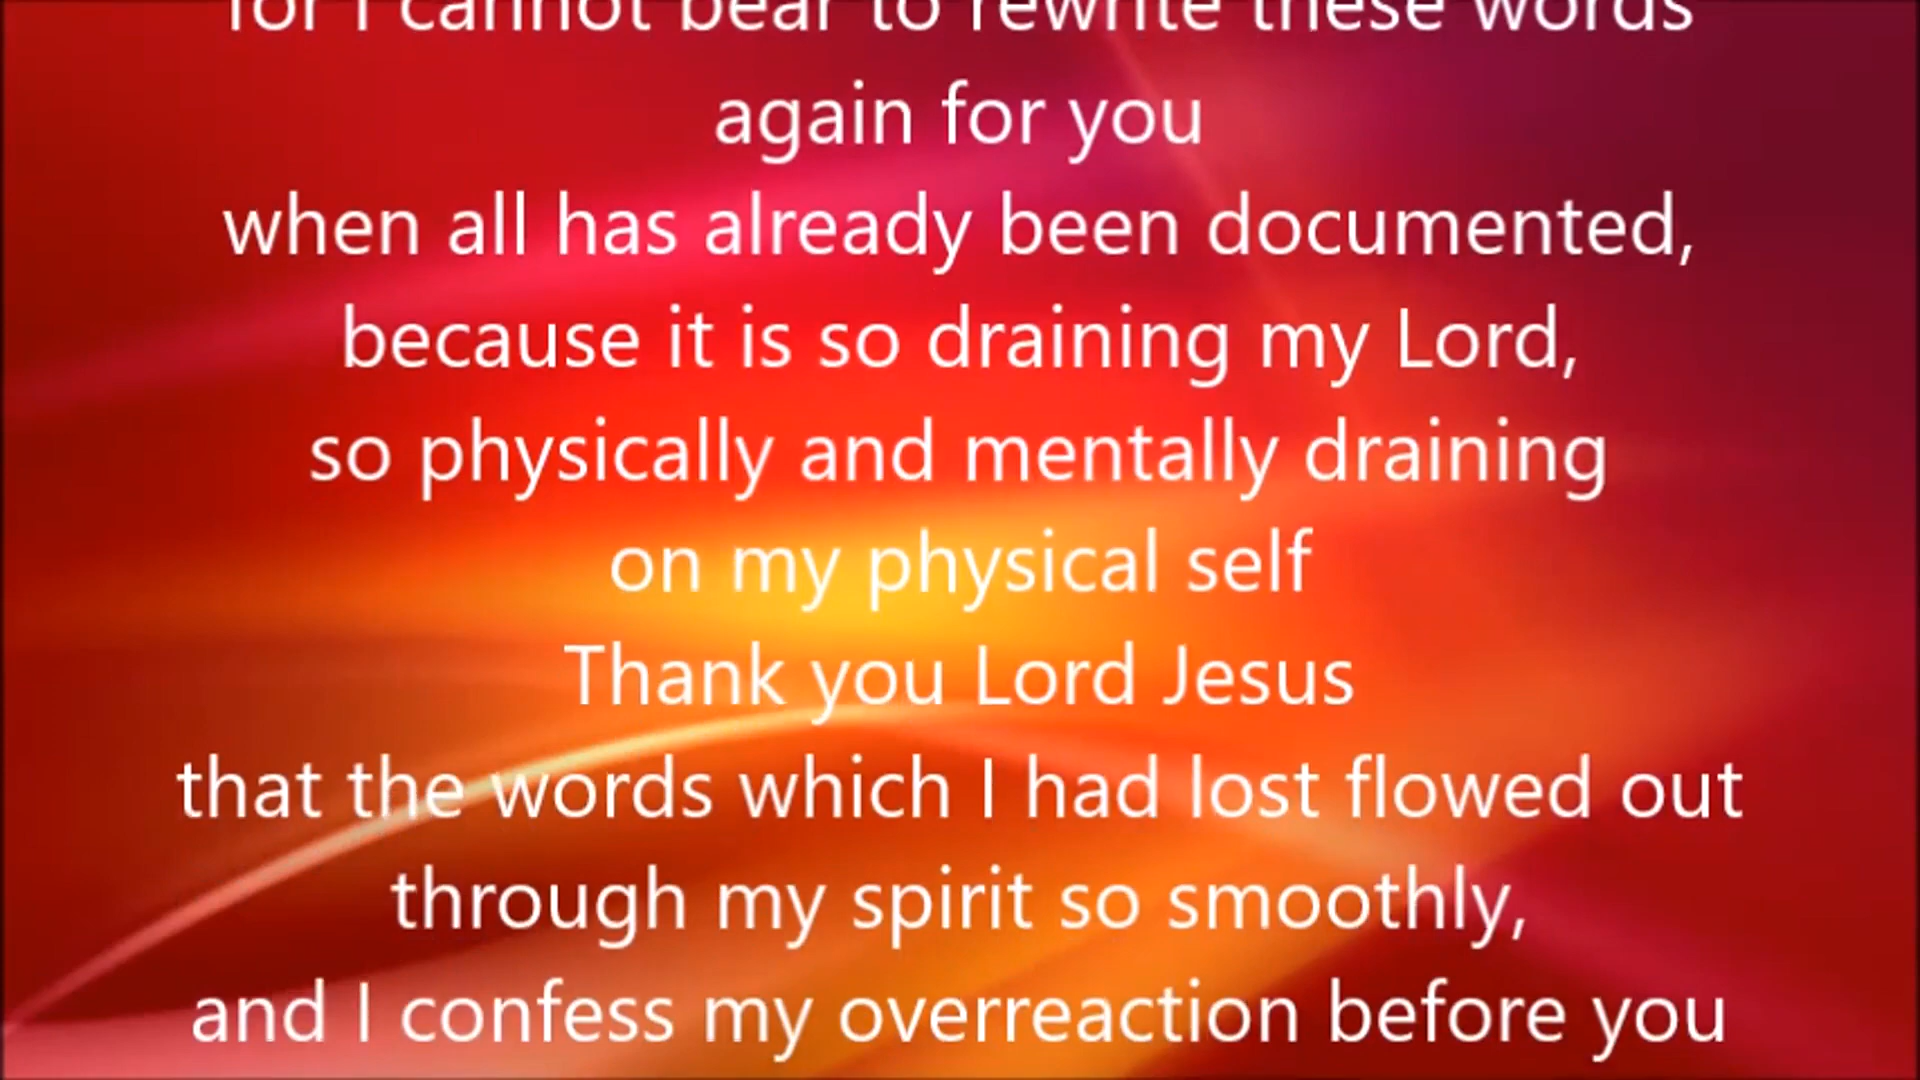 for I cannot bear to rewrite these words
again for you
when all has already been documented,
because it is so draining my Lord,
so physically and mentally draining
on my physical self
Thank you Lord Jesus
that the words which I had lost flowed out
through my spirit so smoothly,
and I confess my overreaction before you